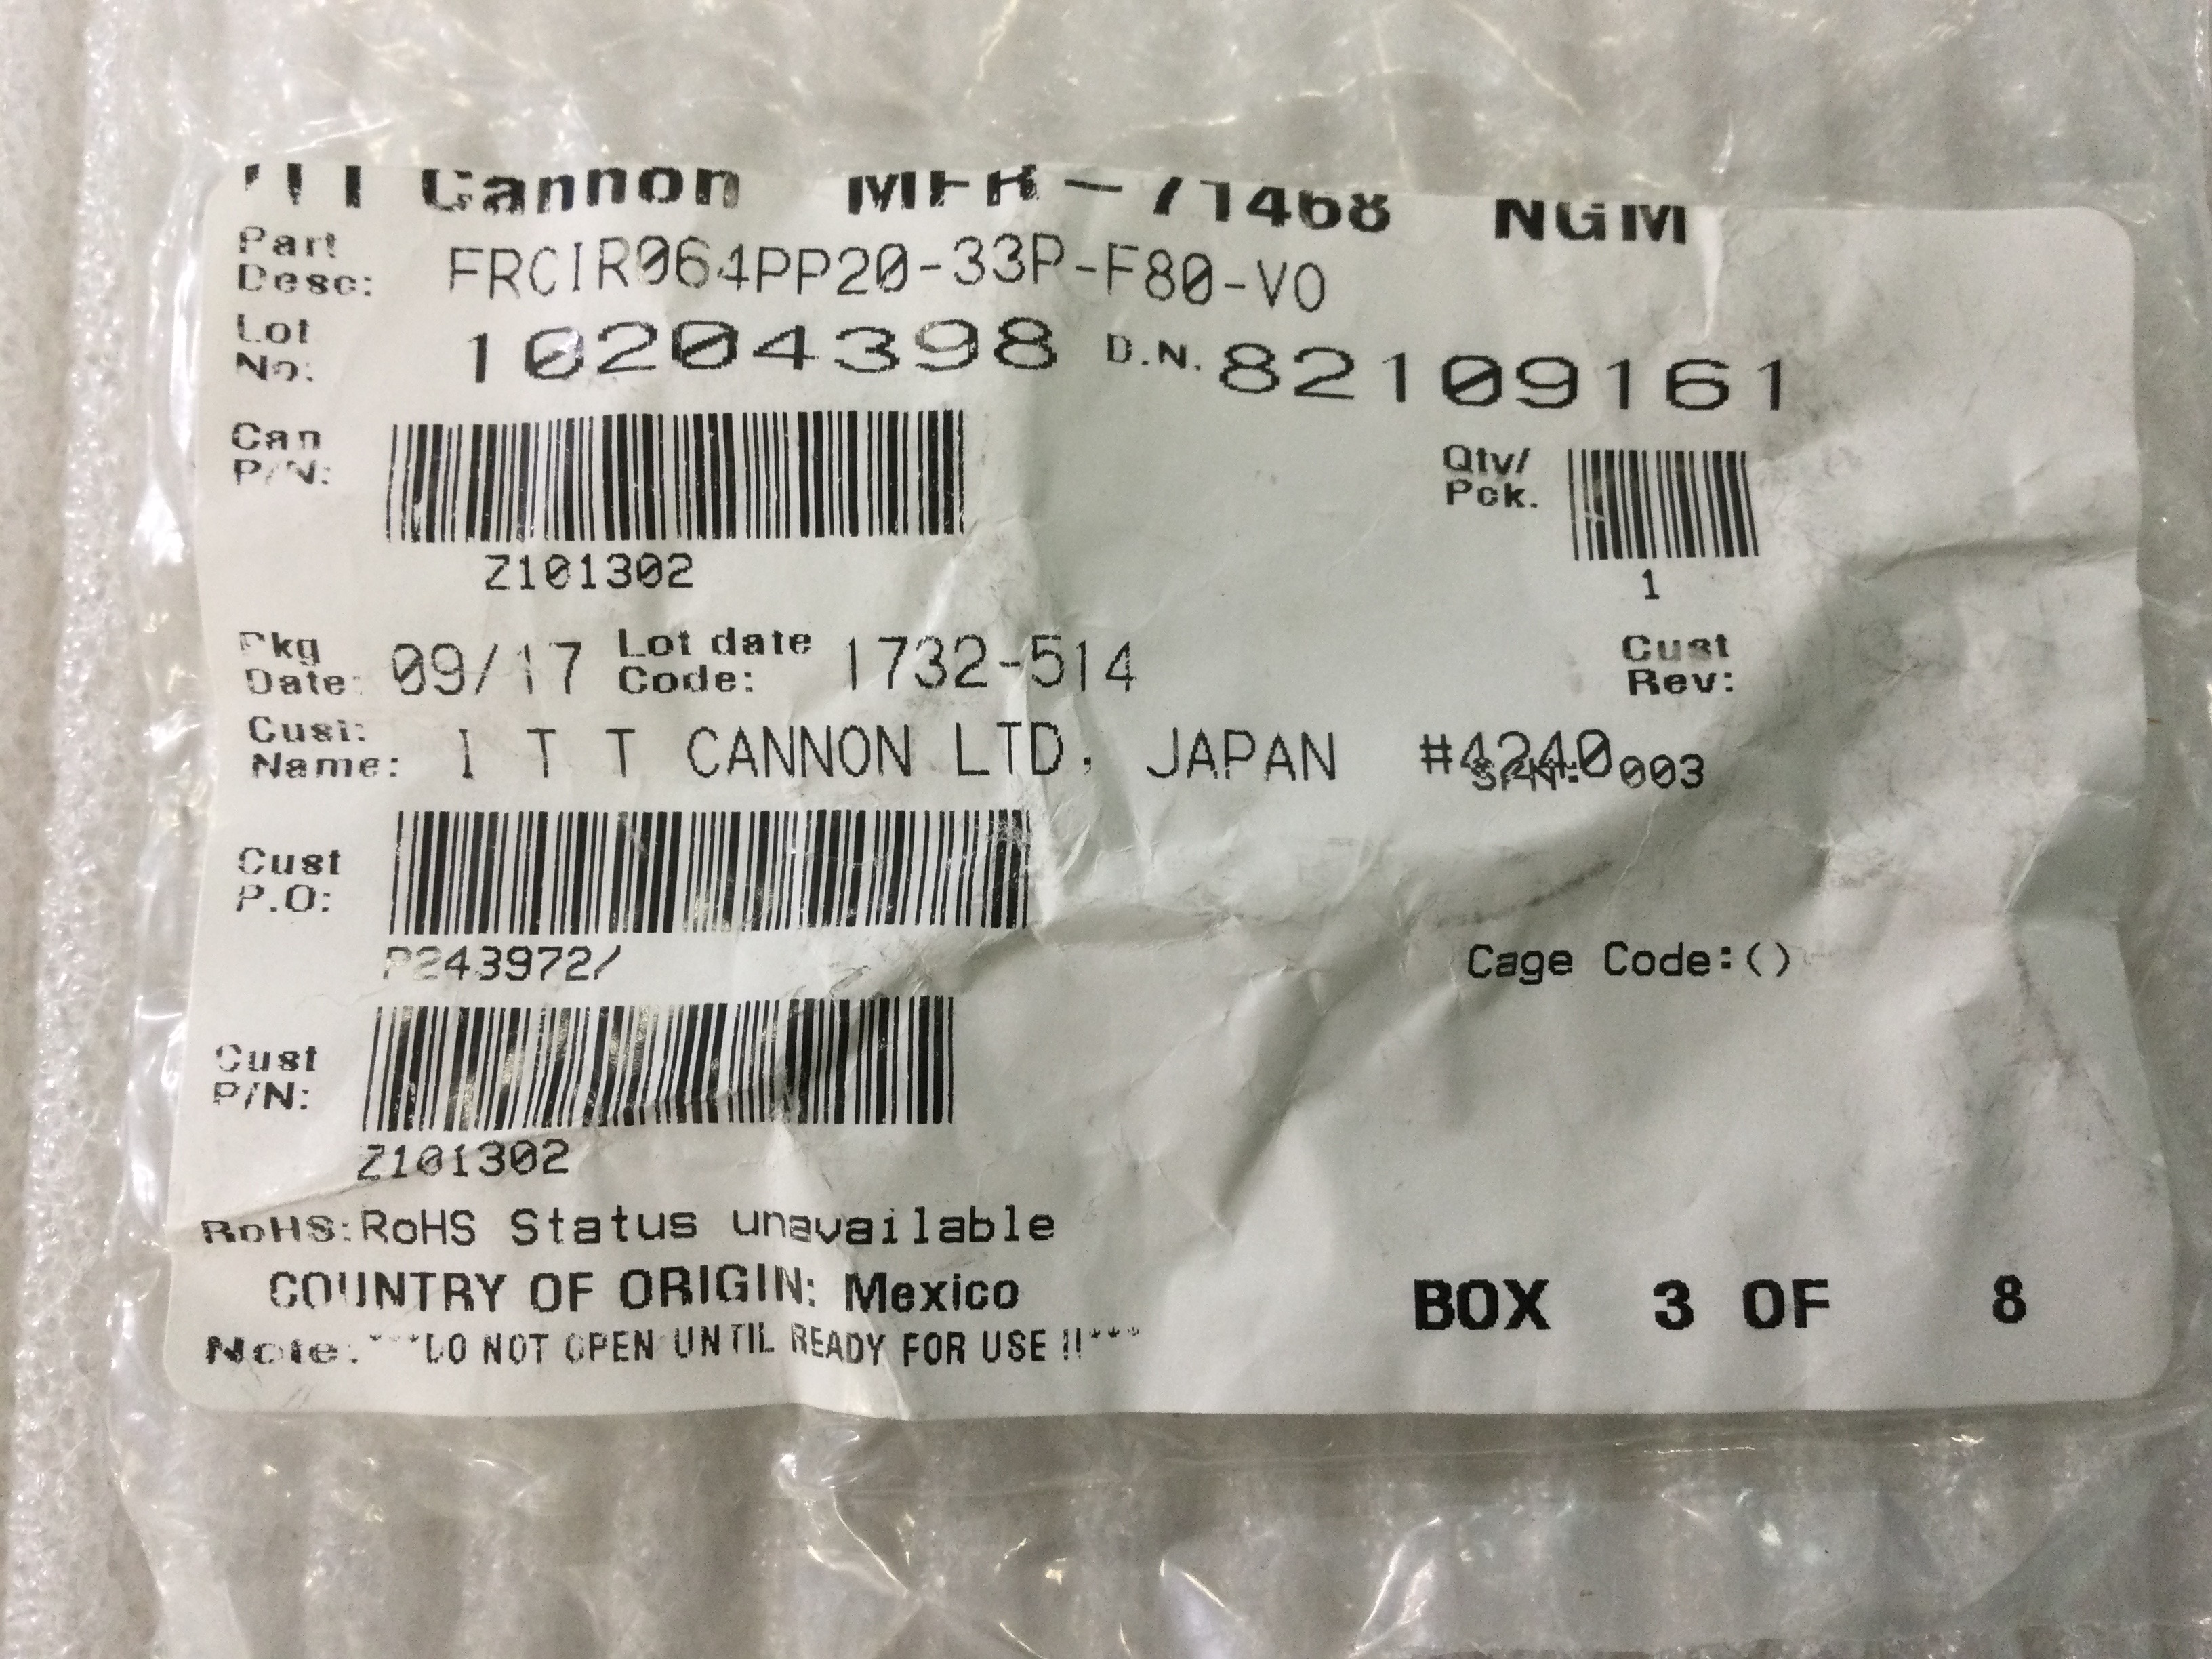 ITT Cannon MFR - 71468 NGM
Part Desc: FRCIR064PP20-33P-F80-VO
Lot No: 10204398 D.N. 82109161
Can P/N:
Qty/ Pck.
Z101302
1
Pkg Date: 09/17 Lot date Code: 1732-514
Cust Rev:
Cust Name: I T T CANNON LTD, JAPAN #4240
003
Cust P.O:
P243972/
Cage Code:()
Cust P/N:
Z101302
RoHS:RoHS Status unavailable
COUNTRY OF ORIGIN: Mexico
BOX 3 OF 8
Note:***DO NOT OPEN UNTIL READY FOR USE !!***